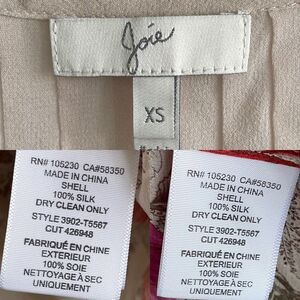 Joie
XS
RN# 105230 CA#58350
MADE IN CHINA
SHELL
100% SILK
DRY CLEAN ONLY
STYLE 3902-T5567
CUT 426948
FABRIQUÉ EN CHINE
EXTERIEUR
100% SOIE
NETTOYAGE À SEC
UNIQUEMENT
RN# 105230 CA#58350
MADE IN CHINA
SHELL
100% SILK
DRY CLEAN ONLY
STYLE 3902-T5567
CUT 426948
FABRIQUÉ EN CHINE
EXTERIEUR
100% SOIE
NETTOYAGE À SEC
UNIQUEMENT